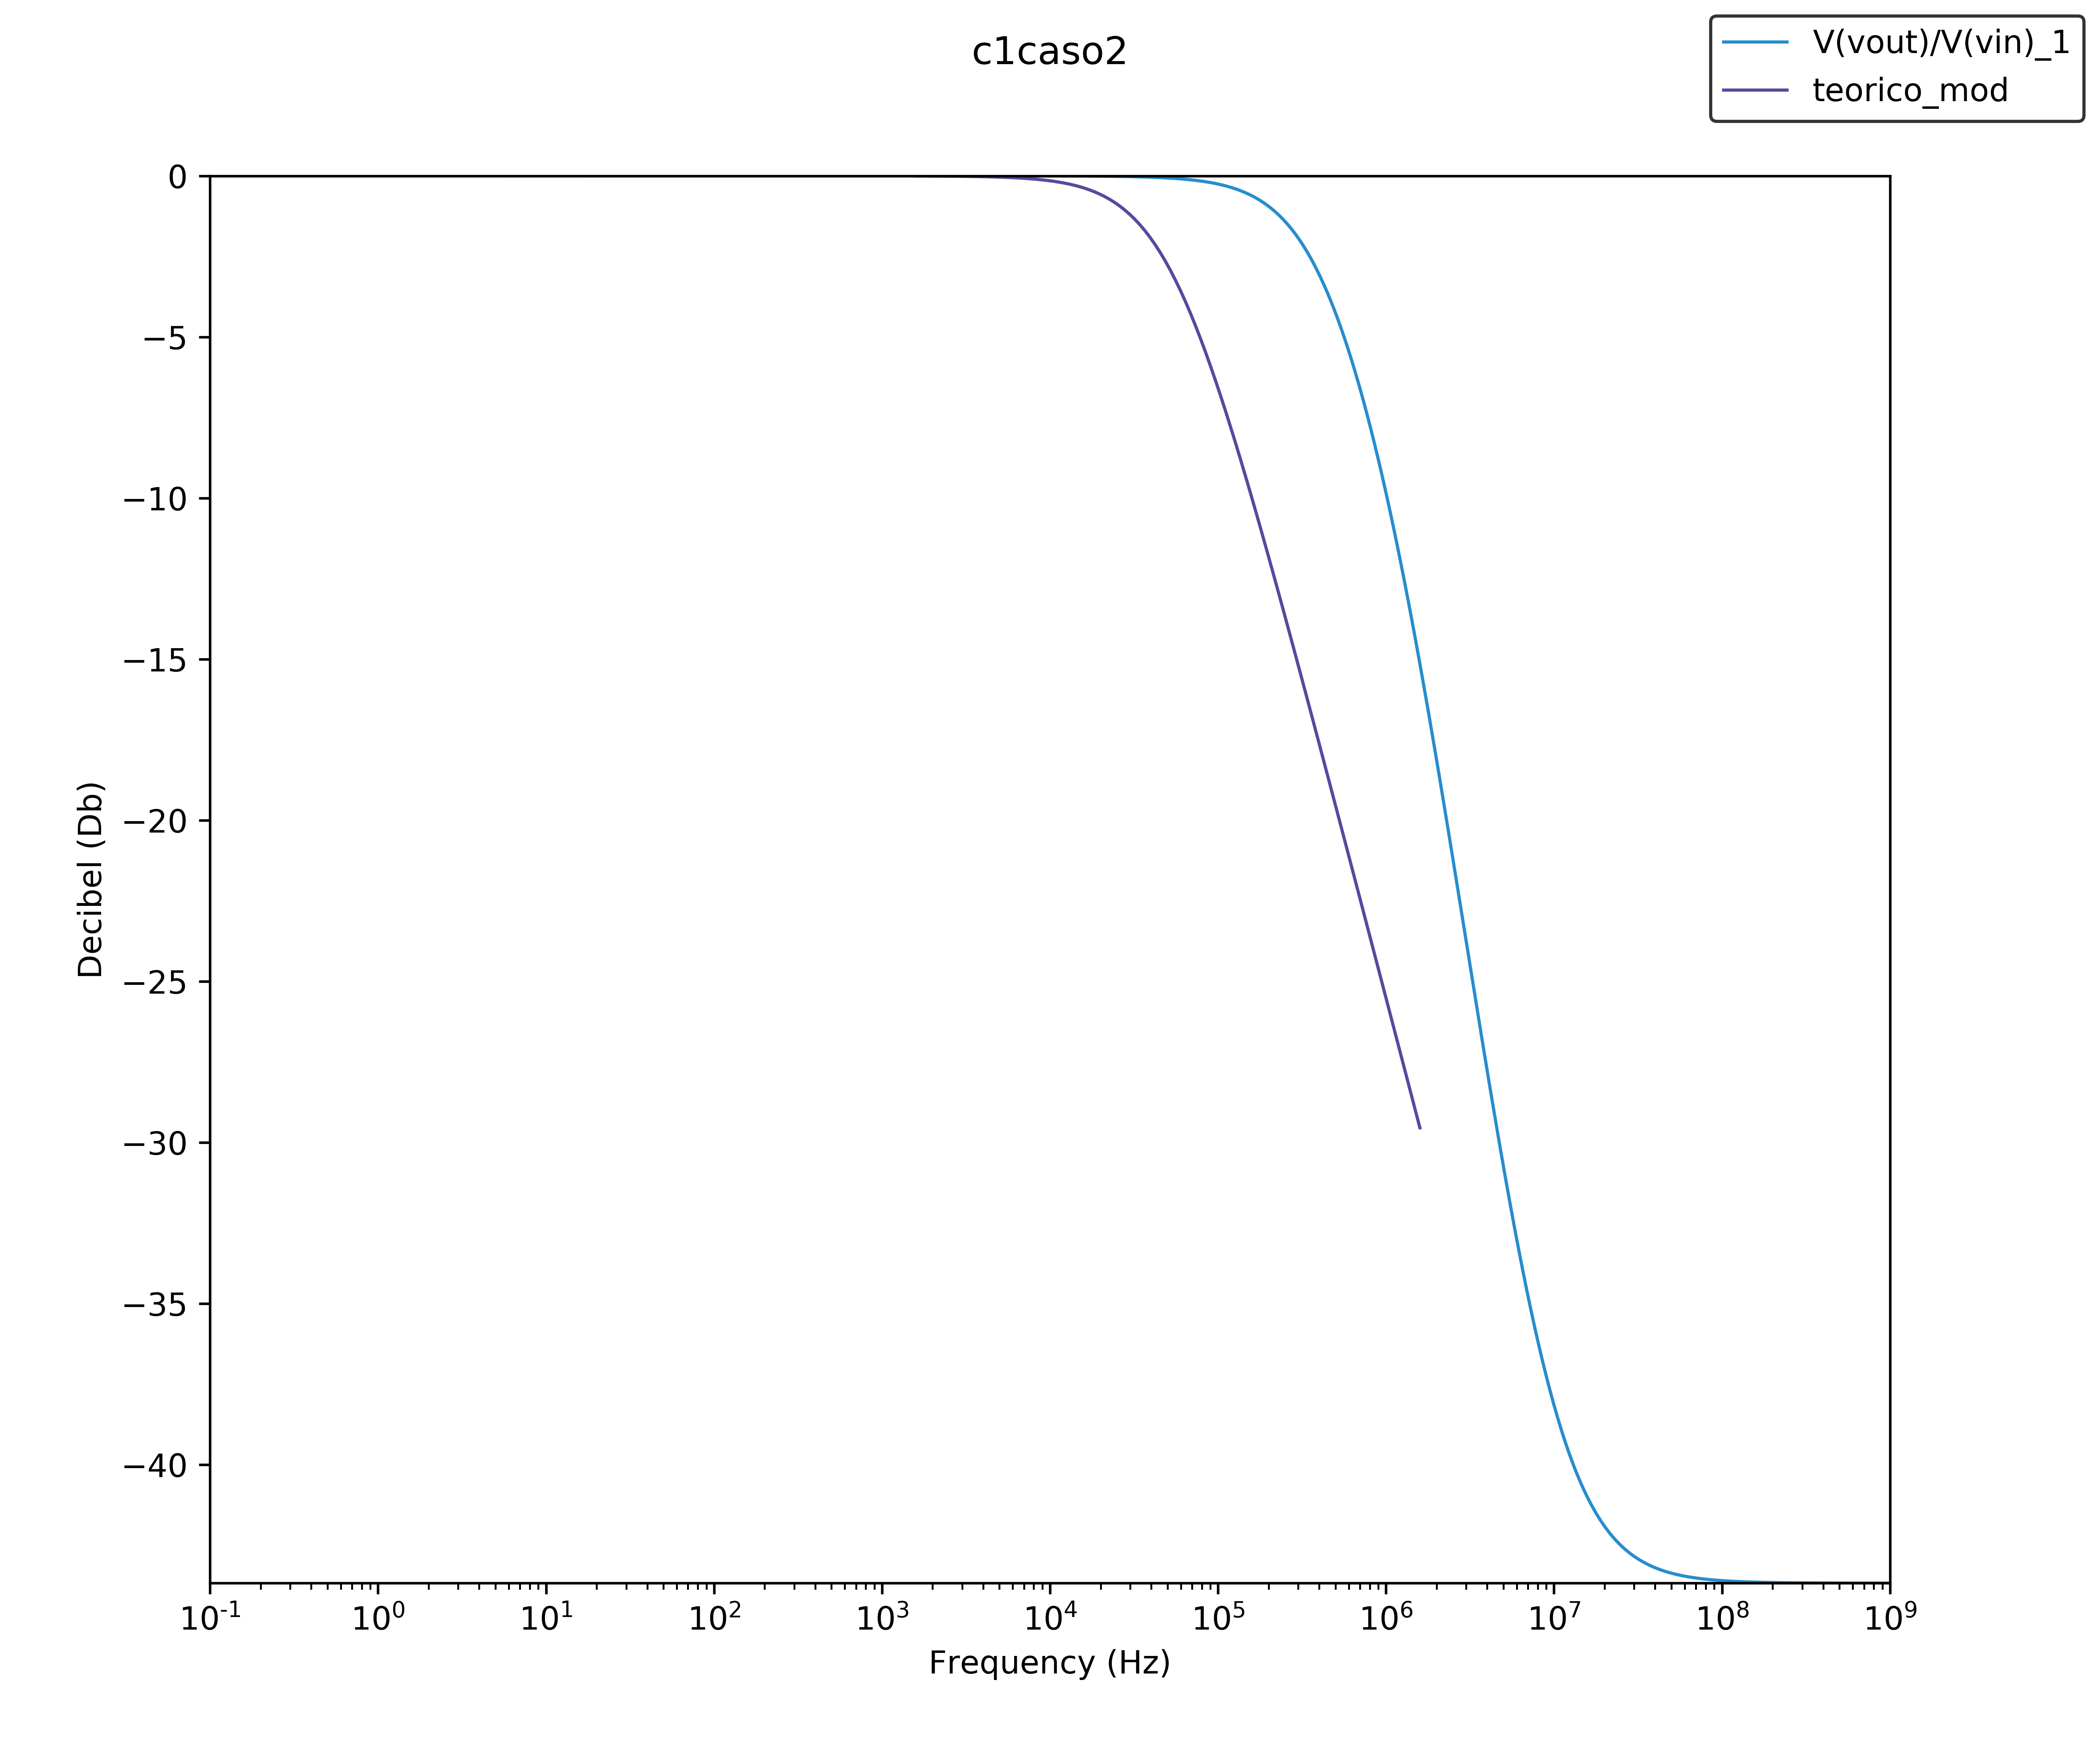 c1caso2
V(vout)/V(vin)_1
teorico_mod
0
−5
−10
−15
−20
−25
−30
−35
−40
Decibel (Db)
10⁻¹ 10⁰ 10¹ 10² 10³ 10⁴ 10⁵ 10⁶ 10⁷ 10⁸ 10⁹
Frequency (Hz)